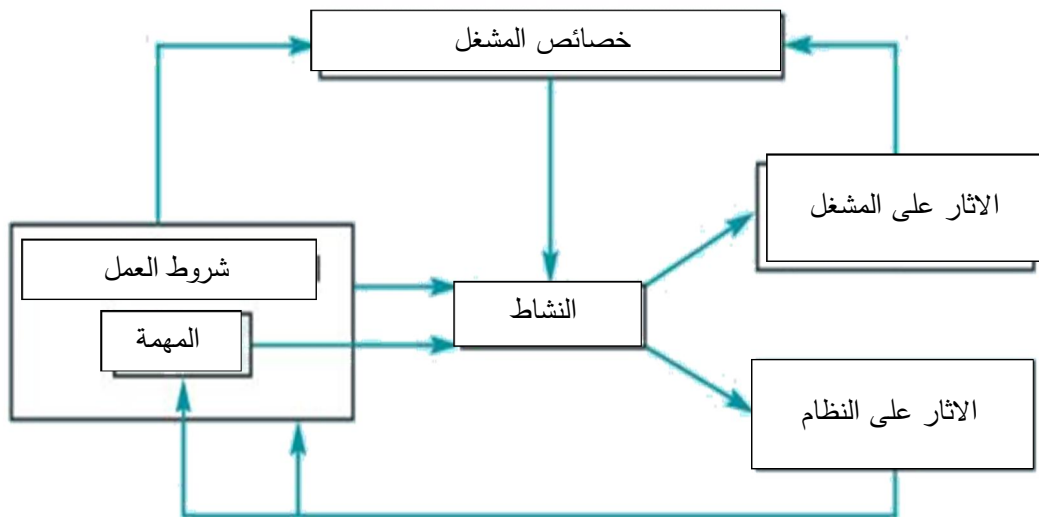 خصائص المشغل
الاثار على المشغل
شروط العمل
النشاط
المهمة
الاثار على النظام